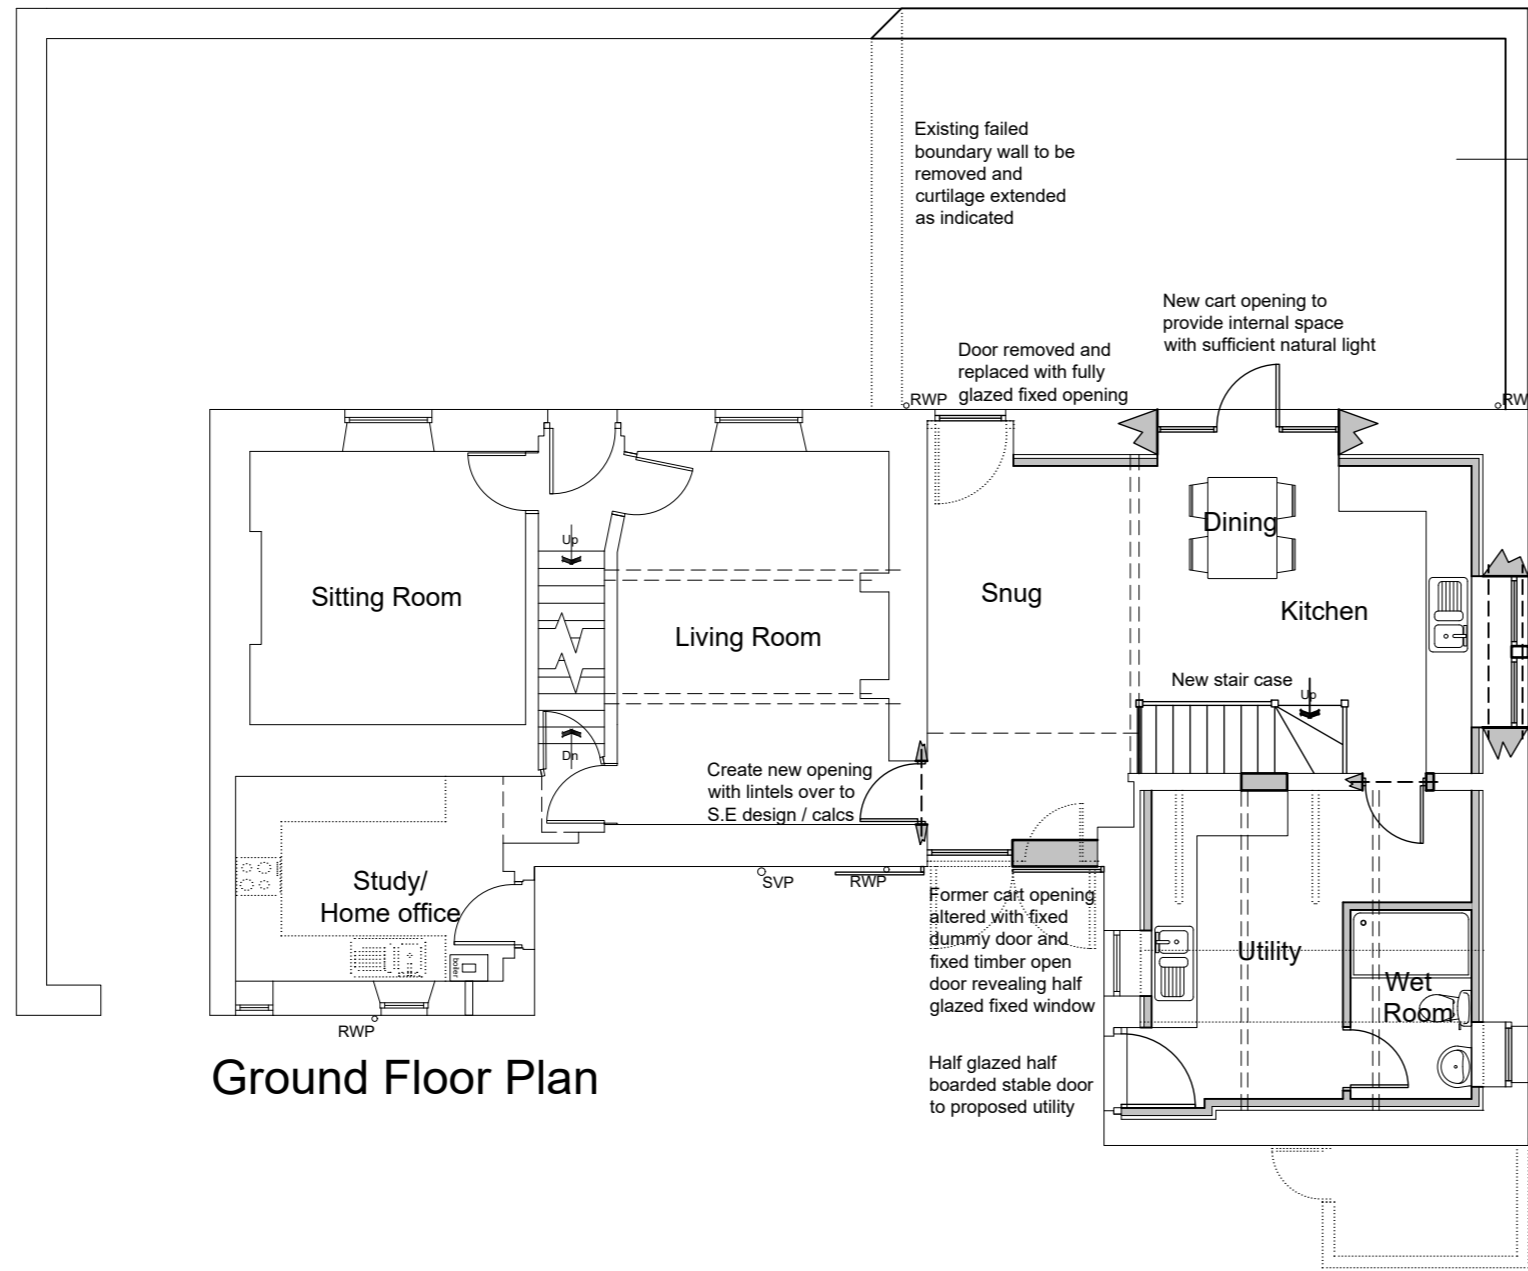 Existing failed
boundary wall to be
removed and
curtilage extended
as indicated
New cart opening to
provide internal space
with sufficient natural light
Door removed and
replaced with fully
glazed fixed opening
RWP
RW
Up
Dining
Sitting Room
Snug
Kitchen
Living Room
New stair case
Up
Dn
Create new opening
with lintels over to
S.E design / calcs
Study/
Home office
SVP
RWP
boiler
Former cart opening
altered with fixed
dummy door and
fixed timber open
door revealing half
glazed fixed window
Utility
Wet
Room
RWP
Ground Floor Plan
Half glazed half
boarded stable door
to proposed utility